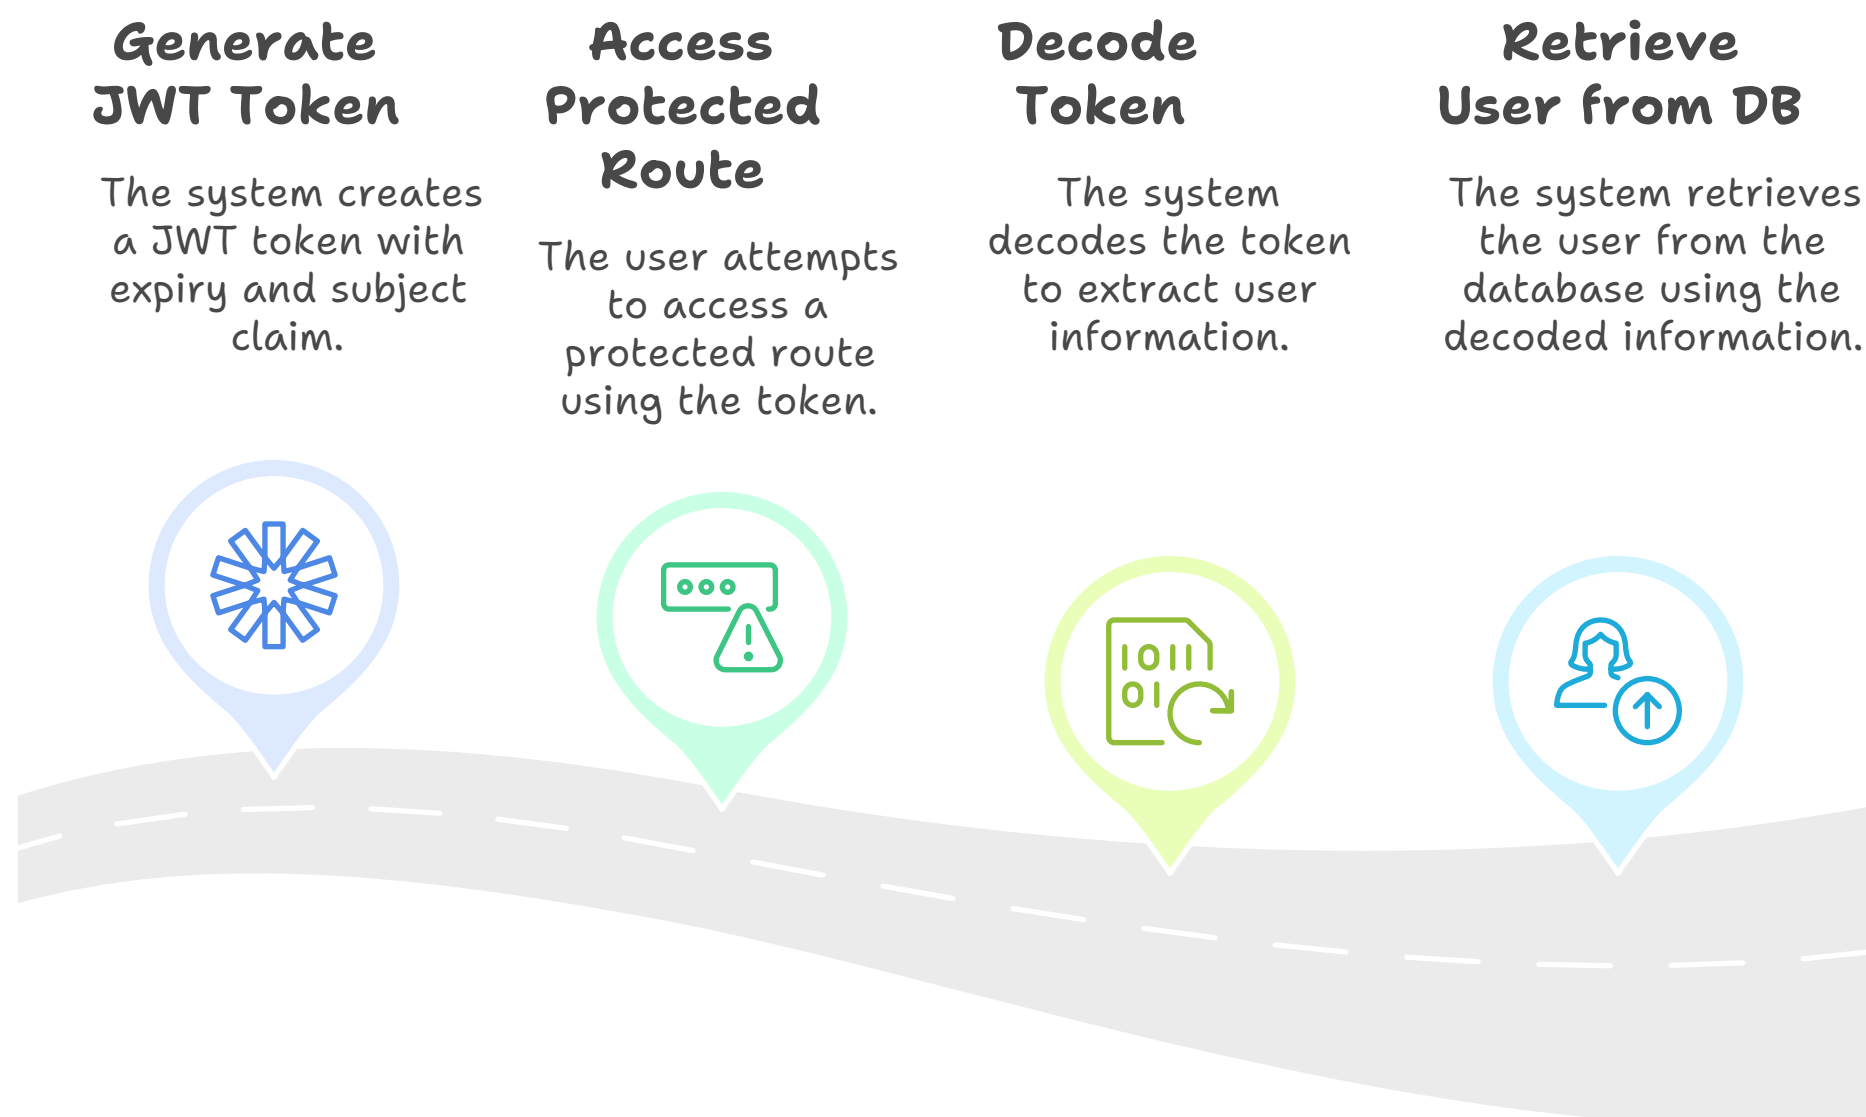 Generate
JWT Token
The system creates
a JWT token with
expiry and subject
claim.
Access
Protected
Route
The user attempts
to access a
protected route
using the token.
Decode
Token
The system
decodes the token
to extract user
information.
Retrieve
User from DB
The system retrieves
the user from the
database using the
decoded information.
1011
01